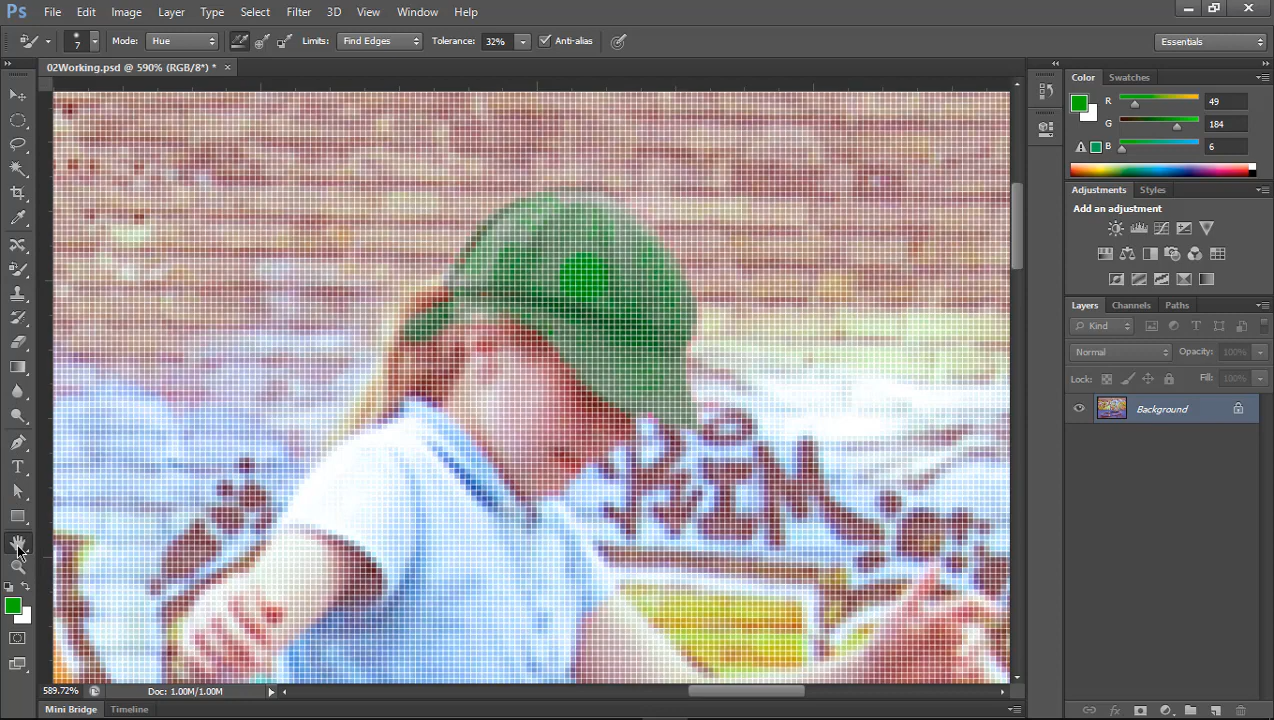 Ps File Edit Image Layer Type Select Filter 3D View Window Help
7 Mode: Hue Limits: Find Edges Tolerance: 32% Anti-alias Essentials
02Working.psd @ 590% (RGB/8*) * ×
Color Swatches
R 49
G 184
B 6
Adjustments Styles
Add an adjustment
Layers Channels Paths
Kind
Normal Opacity: 100%
Lock: Fill: 100%
Background
KIM
589.72% Doc: 1.00M/1.00M
Mini Bridge Timeline